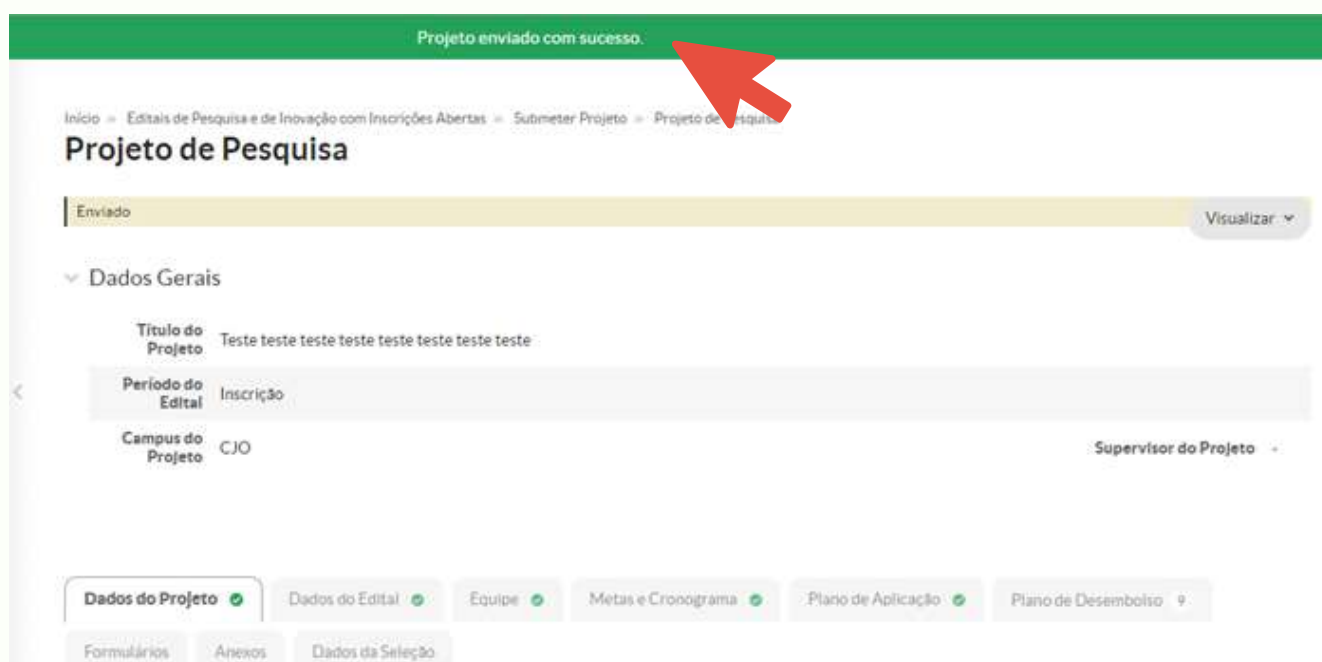 Projeto enviado com sucesso.
Início » Editais de Pesquisa e de Inovação com Inscrições Abertas » Submeter Projeto » Projeto de Pesquisa
Projeto de Pesquisa
Enviado
Visualizar
Dados Gerais
Título do Projeto Teste teste teste teste teste teste teste teste
Período do Edital Inscrição
Campus do Projeto CJO Supervisor do Projeto -
Dados do Projeto Dados do Edital Equipe Metas e Cronograma Plano de Aplicação Plano de Desembolso 9
Formulários Anexos Dados da Seleção